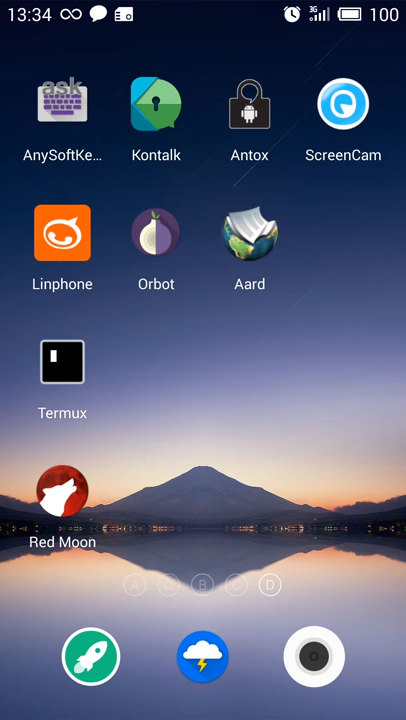 13:34
3G
100
ask
AnySoftKe...
Kontalk
Antox
ScreenCam
Linphone
Orbot
Aard
Termux
Red Moon
A
B
C
D